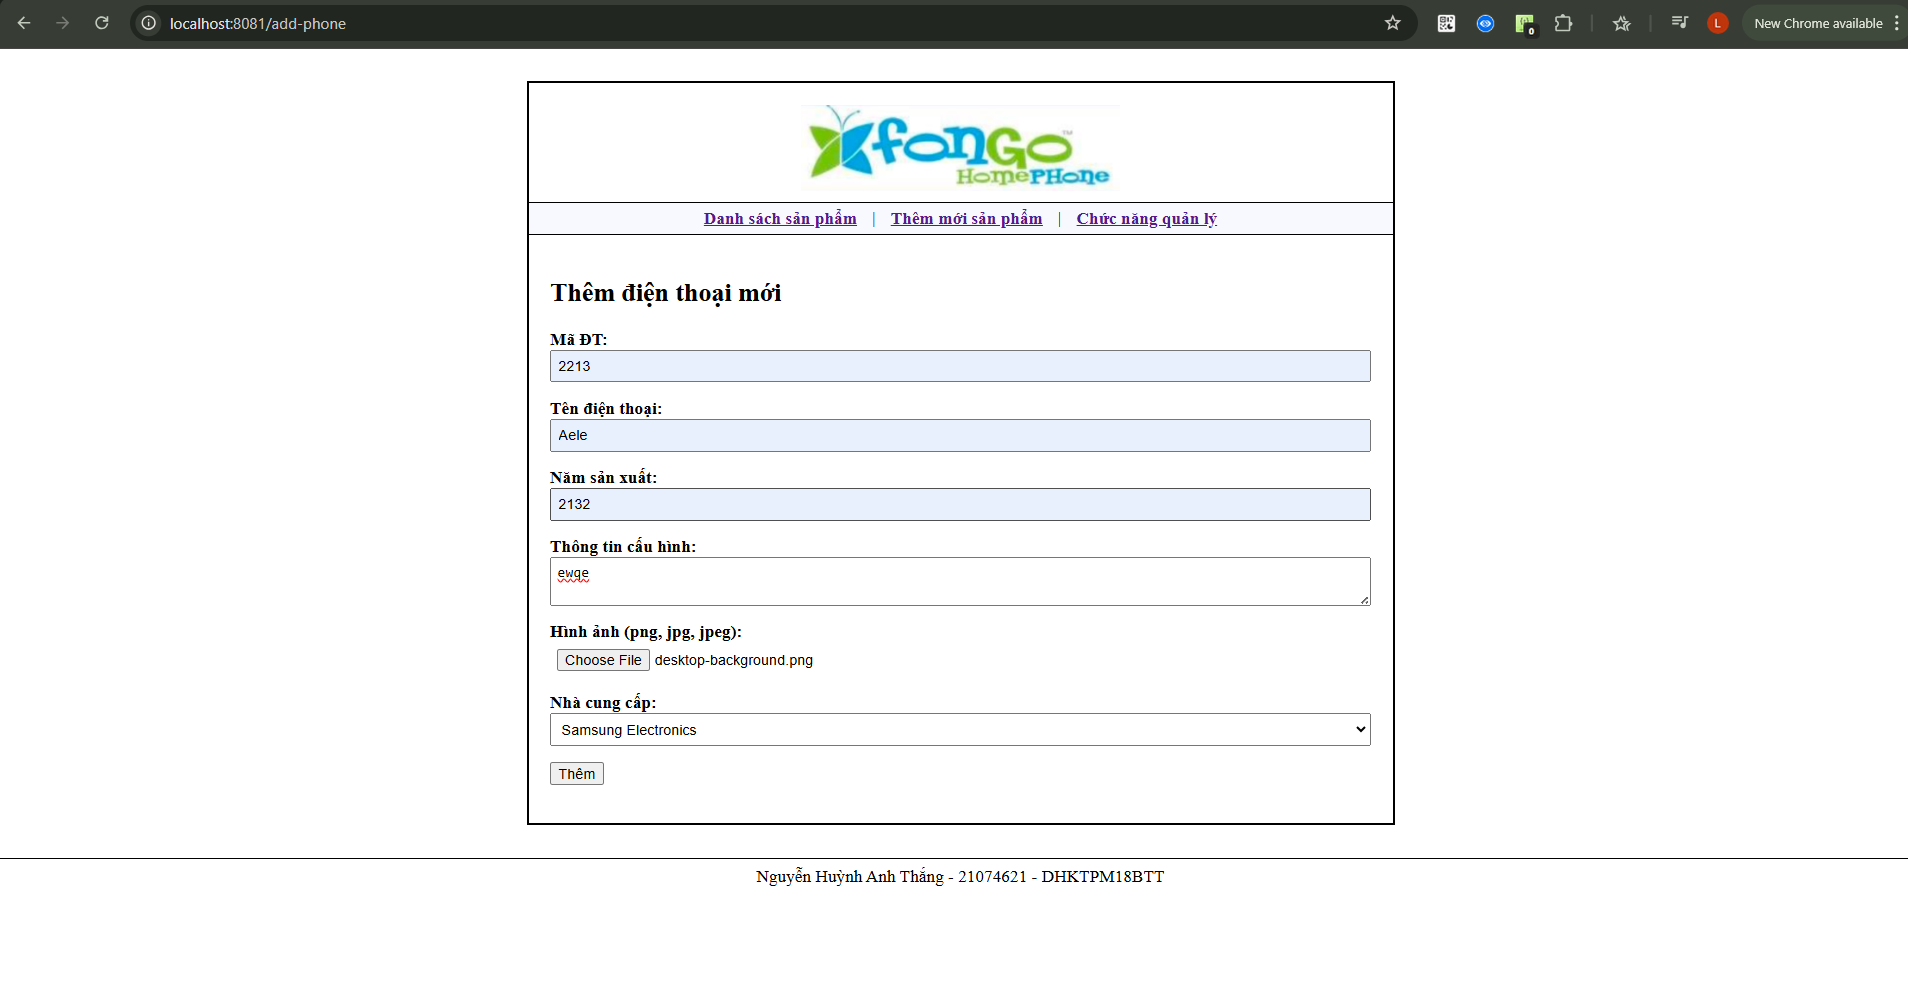 localhost:8081/add-phone
0
L
New Chrome available
fonGo™
HomePHone
Danh sách sản phẩm | Thêm mới sản phẩm | Chức năng quản lý
Thêm điện thoại mới
Mã ĐT:
2213
Tên điện thoại:
Aele
Năm sản xuất:
2132
Thông tin cấu hình:
ewqe
Hình ảnh (png, jpg, jpeg):
Choose File desktop-background.png
Nhà cung cấp:
Samsung Electronics
Thêm
Nguyễn Huỳnh Anh Thắng - 21074621 - DHKTPM18BTT